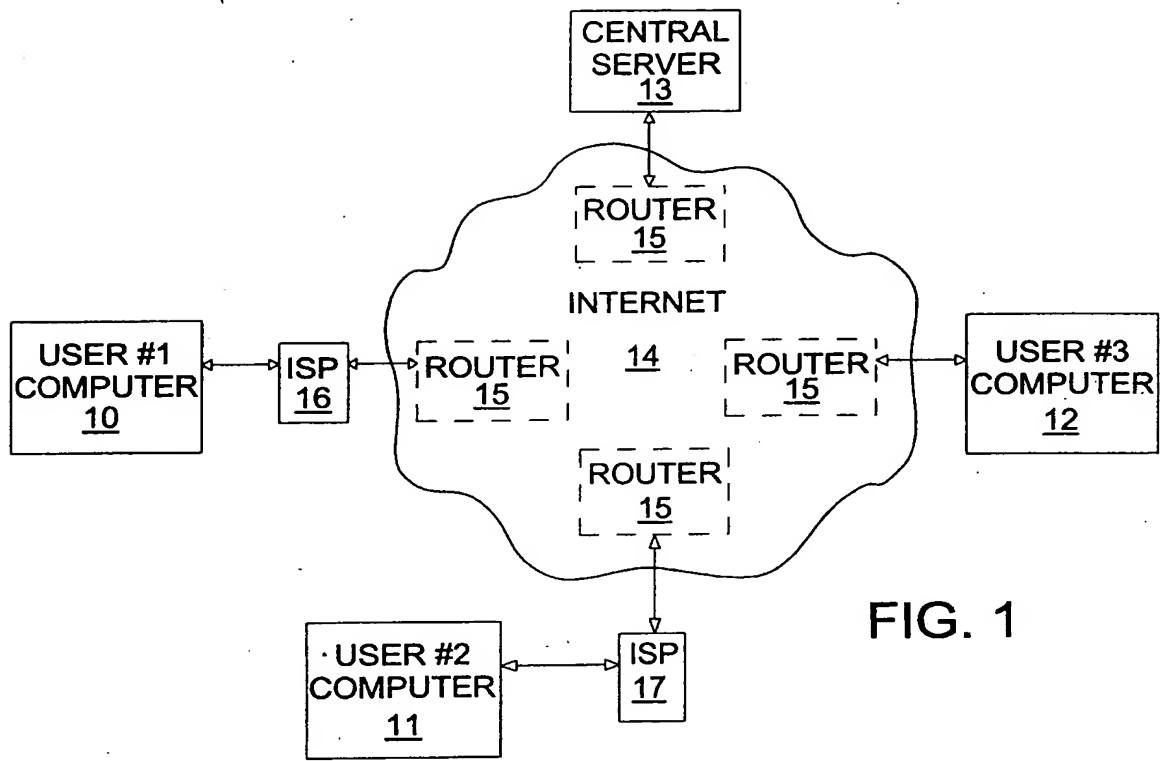 CENTRAL
SERVER
13
ROUTER
15
INTERNET
14
USER #1
COMPUTER
10
ISP
16
ROUTER
15
ROUTER
15
USER #3
COMPUTER
12
ROUTER
15
USER #2
COMPUTER
11
ISP
17
FIG. 1